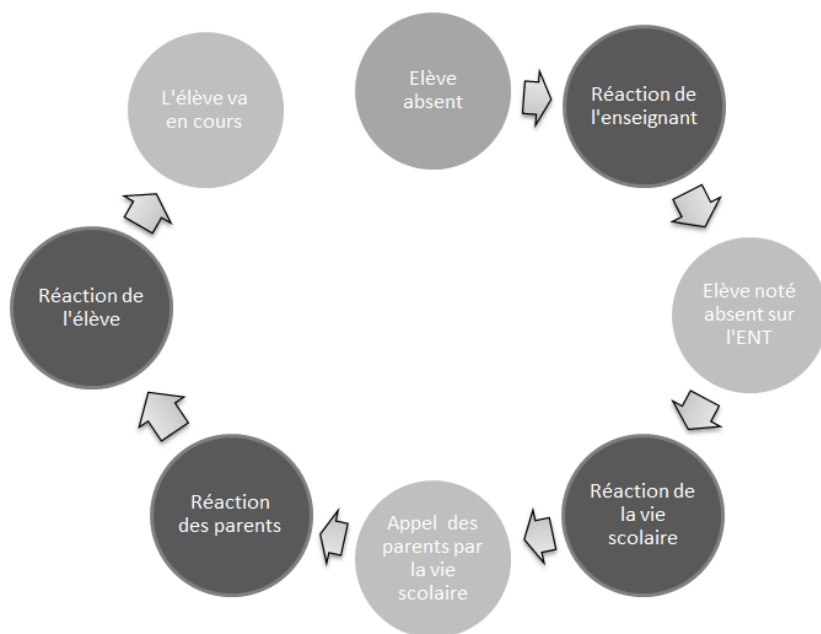 Elève
absent
Réaction de
l'enseignant
Elève noté
absent sur
l'ENT
Réaction de
la vie
scolaire
Appel des
parents par
la vie
scolaire
Réaction
des parents
Réaction de
l'élève
L'élève va
en cours